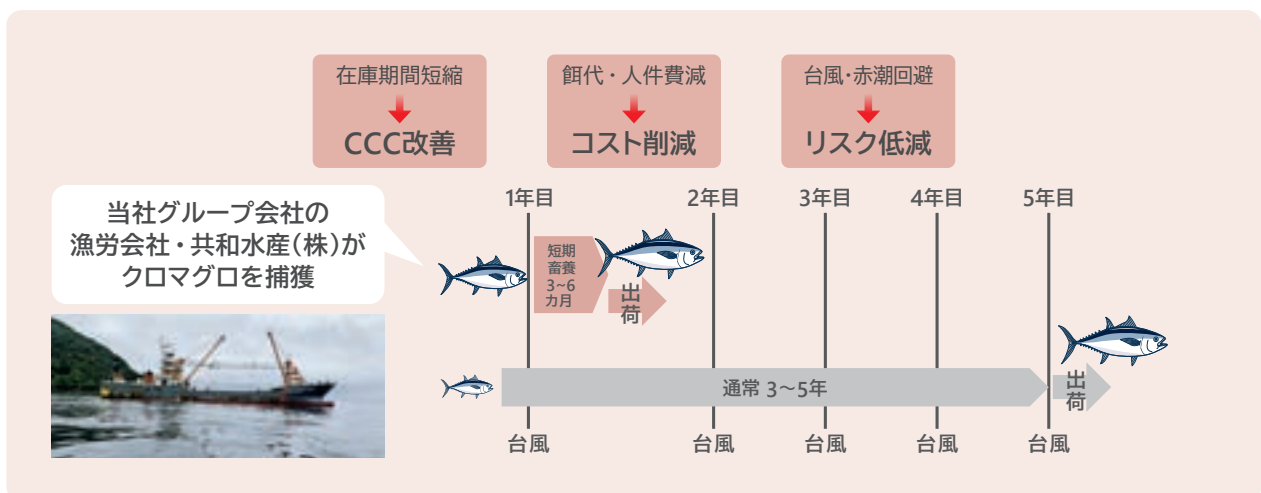 在庫期間短縮
CCC改善
餌代・人件費減
コスト削減
台風・赤潮回避
リスク低減
当社グループ会社の
漁労会社・共和水産(株)が
クロマグロを捕獲
1年目
2年目
3年目
4年目
5年目
短期
畜養
3~6
カ月
出荷
通常 3～5年
出荷
台風
台風
台風
台風
台風